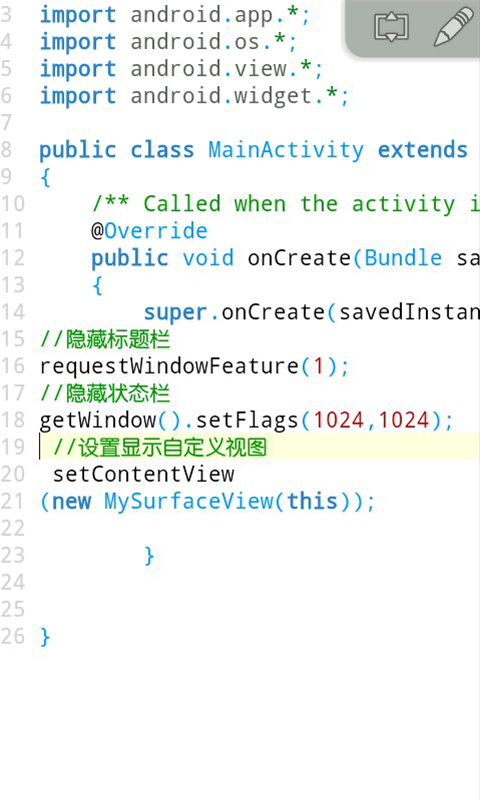 3 import android.app.*;
4 import android.os.*;
5 import android.view.*;
6 import android.widget.*;
7
8 public class MainActivity extends
9 {
10 /** Called when the activity i
11 @Override
12 public void onCreate(Bundle sa
13 {
14 super.onCreate(savedInstan
15 //隐藏标题栏
16 requestWindowFeature(1);
17 //隐藏状态栏
18 getWindow().setFlags(1024,1024);
19 //设置显示自定义视图
20 setContentView
21 (new MySurfaceView(this));
22
23 }
24
25
26 }